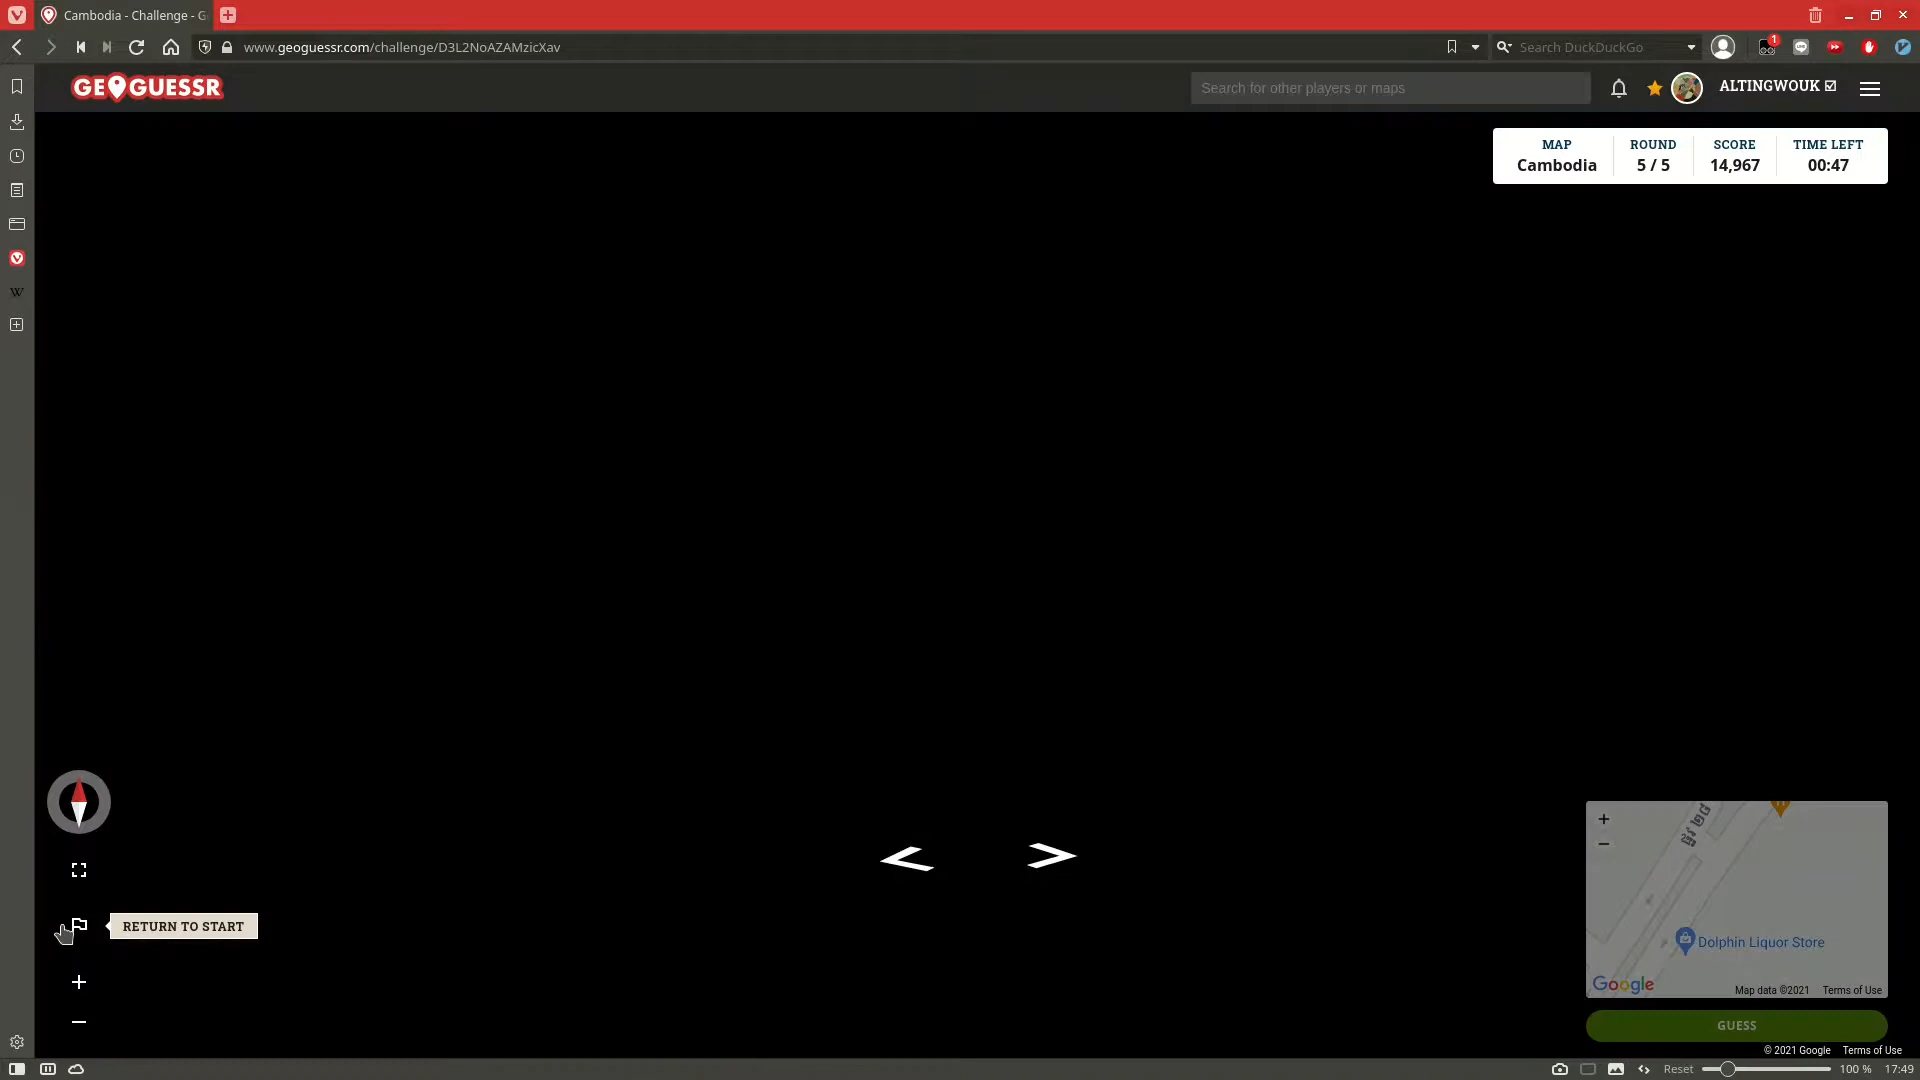 Cambodia - Challenge - G
www.geoguessr.com/challenge/D3L2NoAZAMzicXav
Search DuckDuckGo
1
GEOGUESSR
Search for other players or maps
ALTINGWOUK ☑
MAP ROUND SCORE TIME LEFT
Cambodia 5 / 5 14,967 00:47
RETURN TO START
Dolphin Liquor Store
Google Map data ©2021 Terms of Use
GUESS
© 2021 Google Terms of Use
Reset 100 % 17:49